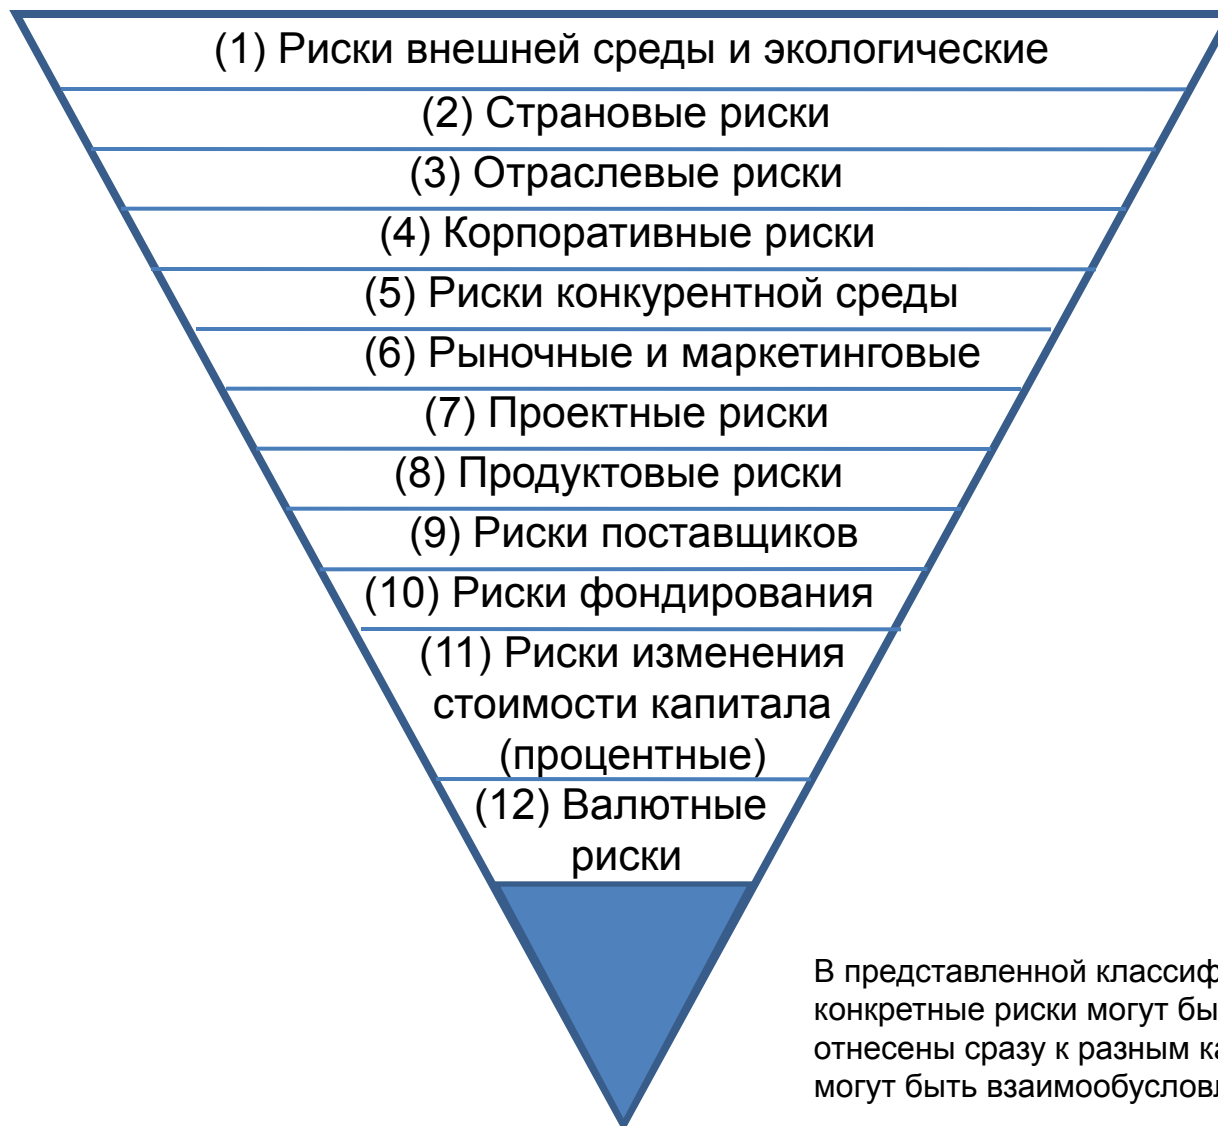 (1) Риски внешней среды и экологические
(2) Страновые риски
(3) Отраслевые риски
(4) Корпоративные риски
(5) Риски конкурентной среды
(6) Рыночные и маркетинговые
(7) Проектные риски
(8) Продуктовые риски
(9) Риски поставщиков
(10) Риски фондирования
(11) Риски изменения
стоимости капитала
(процентные)
(12) Валютные
риски
В представленной
конкретные риски могут
отнесены сразу к разным
могут быть